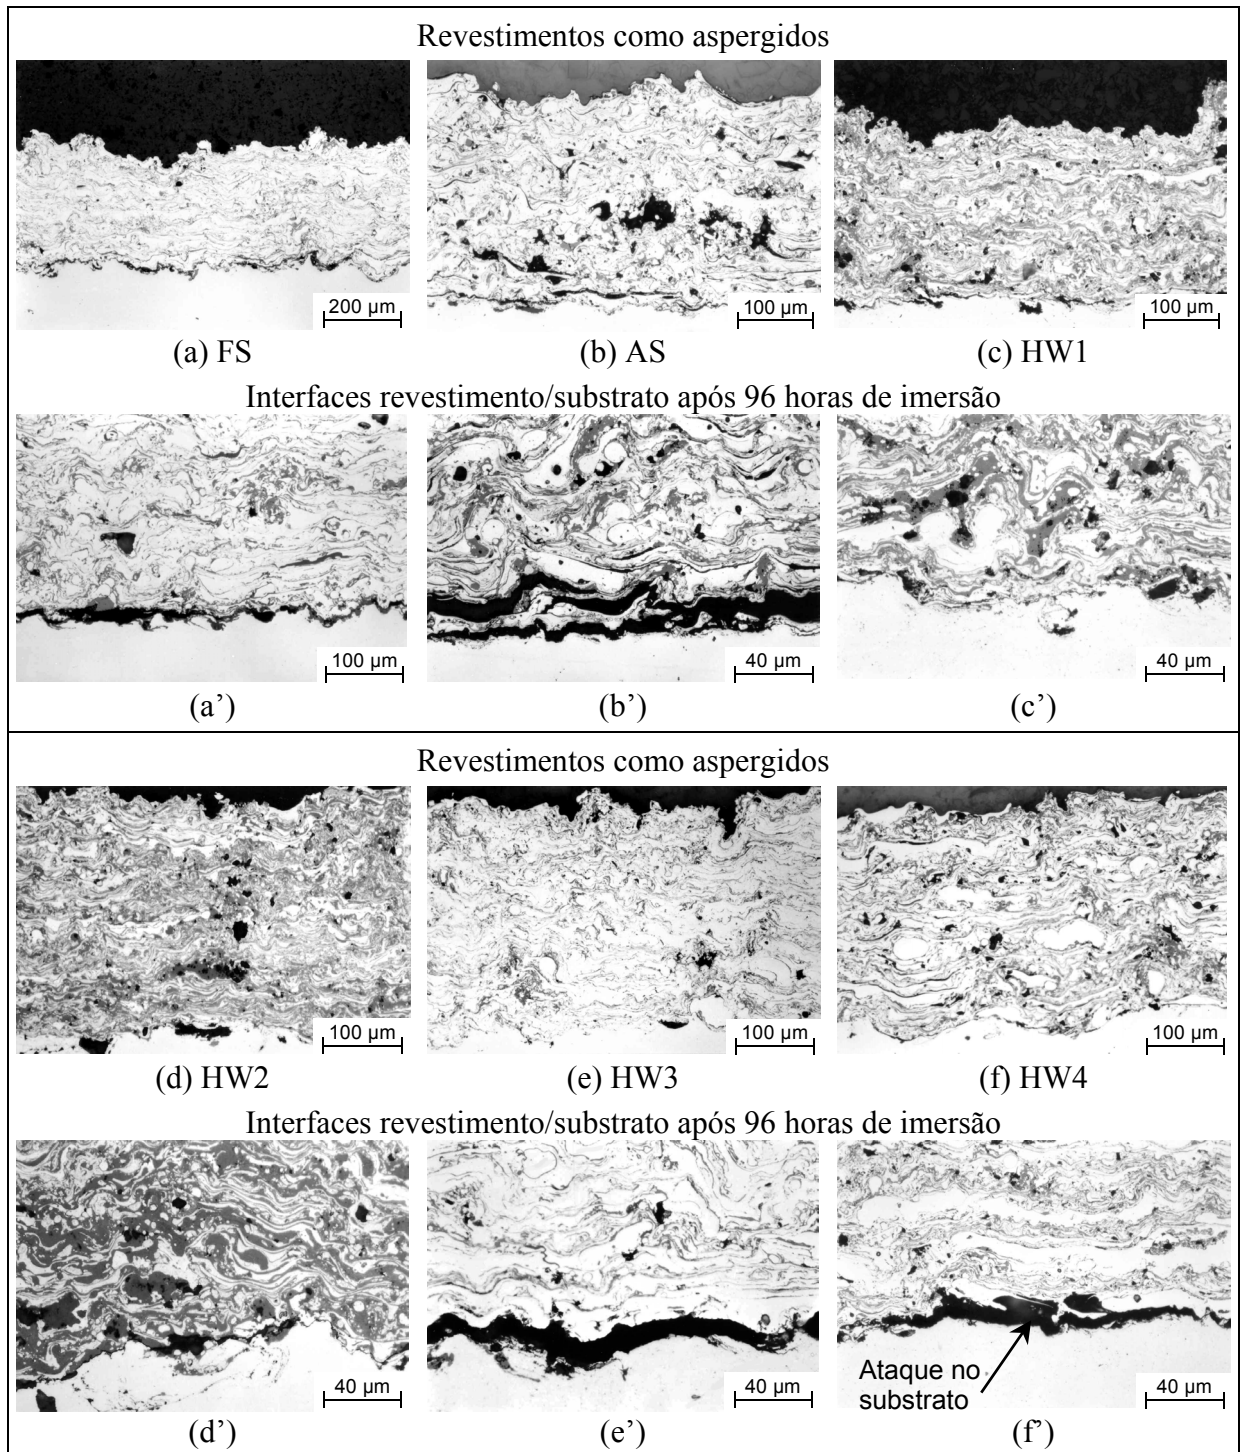 Revestimentos como aspergidos
200 µm
100 µm
100 µm
(a) FS
(b) AS
(c) HW1
Interfaces revestimento/substrato após 96 horas de imersão
100 µm
40 µm
40 µm
(a’)
(b’)
(c’)
Revestimentos como aspergidos
100 µm
100 µm
100 µm
(d) HW2
(e) HW3
(f) HW4
Interfaces revestimento/substrato após 96 horas de imersão
Ataque no
substrato
40 µm
40 µm
40 µm
(d’)
(e’)
(f’)